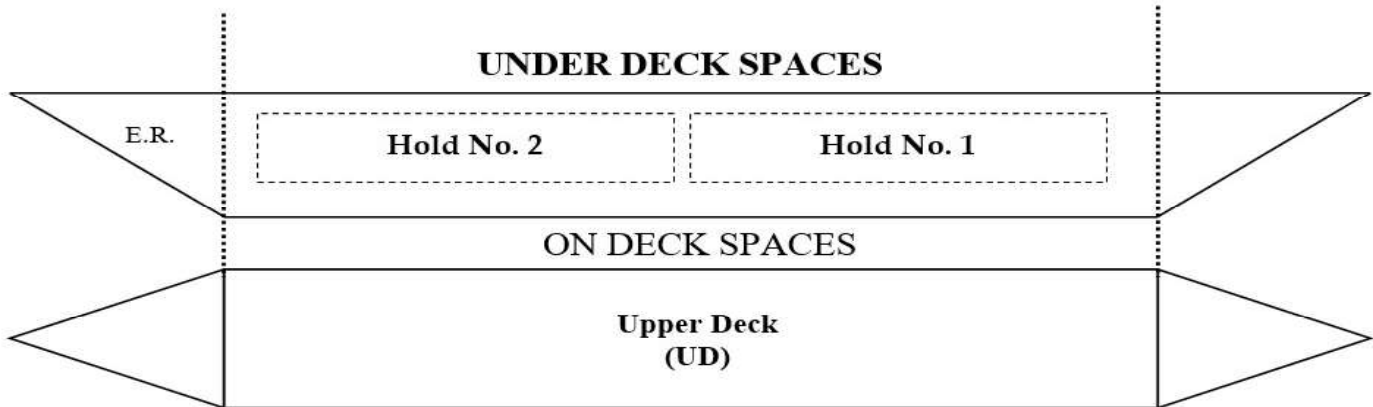 UNDER DECK SPACES
E.R.
Hold No. 2
Hold No. 1
ON DECK SPACES
Upper Deck
(UD)